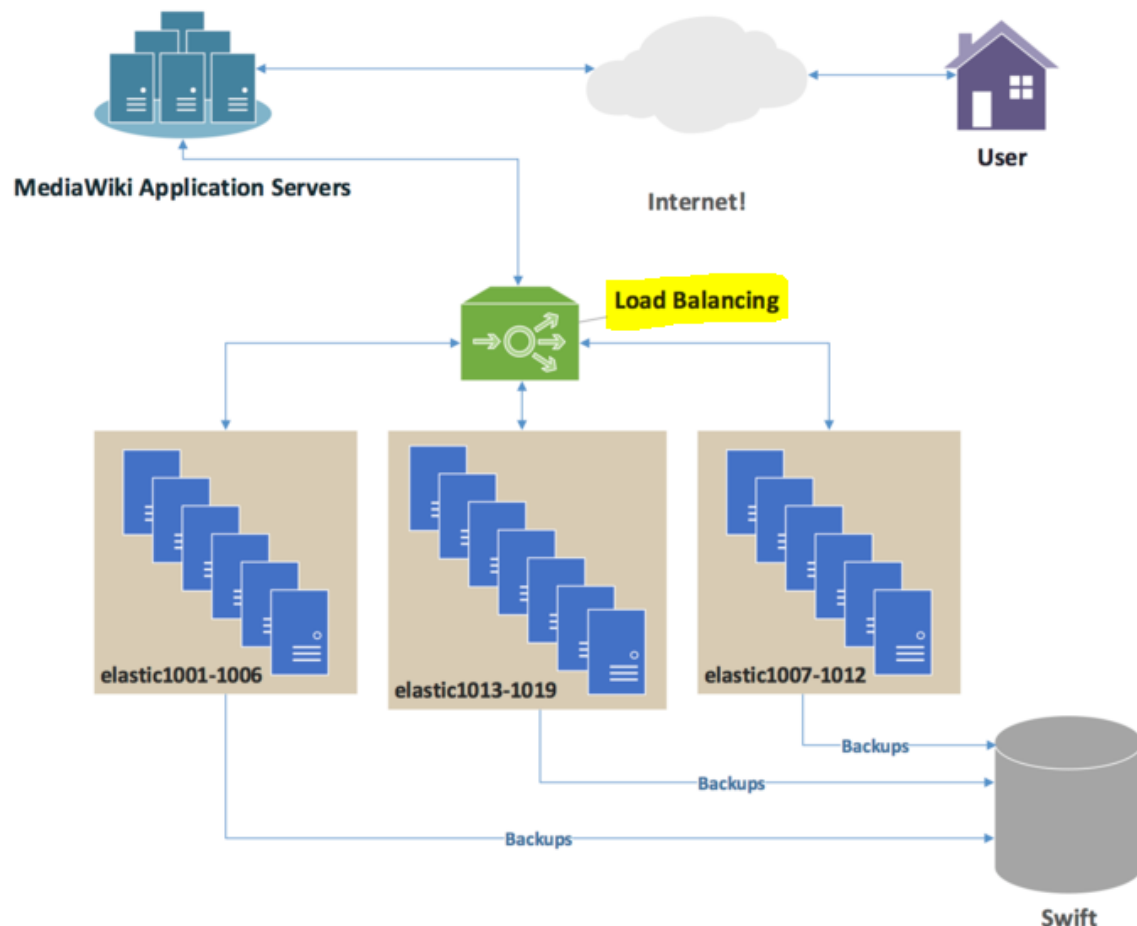 User
MediaWiki Application Servers
Internet!
Load Balancing
elastic1001-1006
elastic1013-1019
elastic1007-1012
Backups
Backups
Backups
Swift